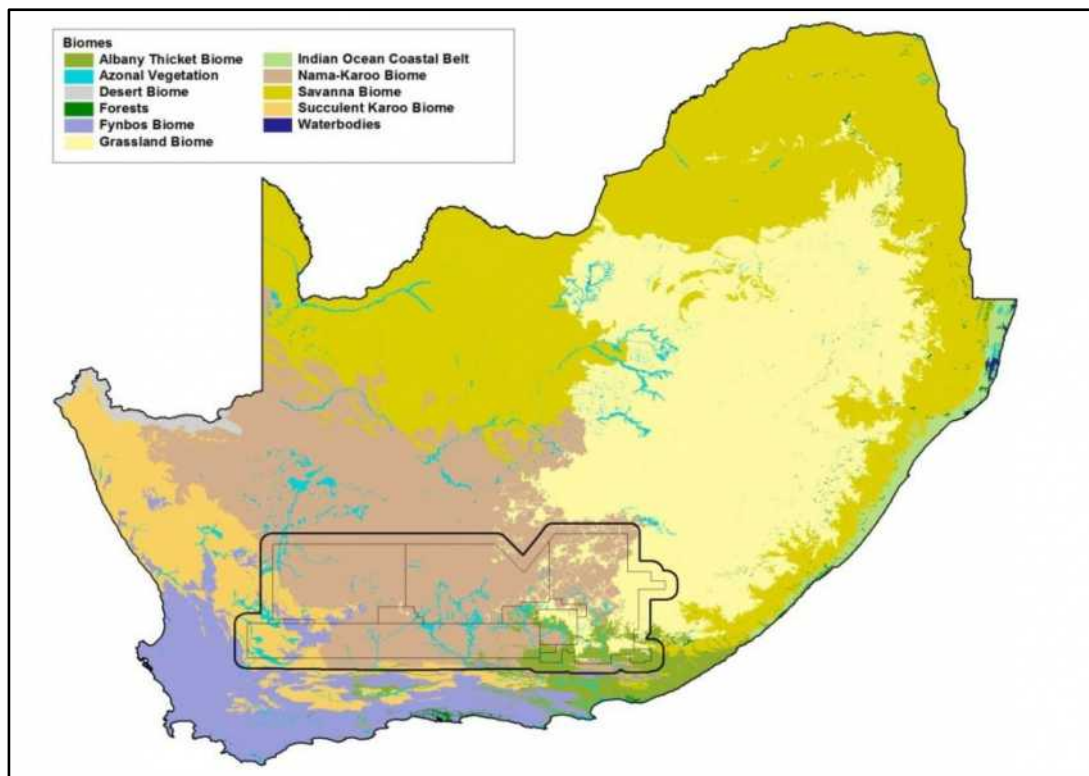 Biomes
Albany Thicket Biome
Azonal Vegetation
Desert Biome
Forests
Fynbos Biome
Grassland Biome
Indian Ocean Coastal Belt
Nama-Karoo Biome
Savanna Biome
Succulent Karoo Biome
Waterbodies